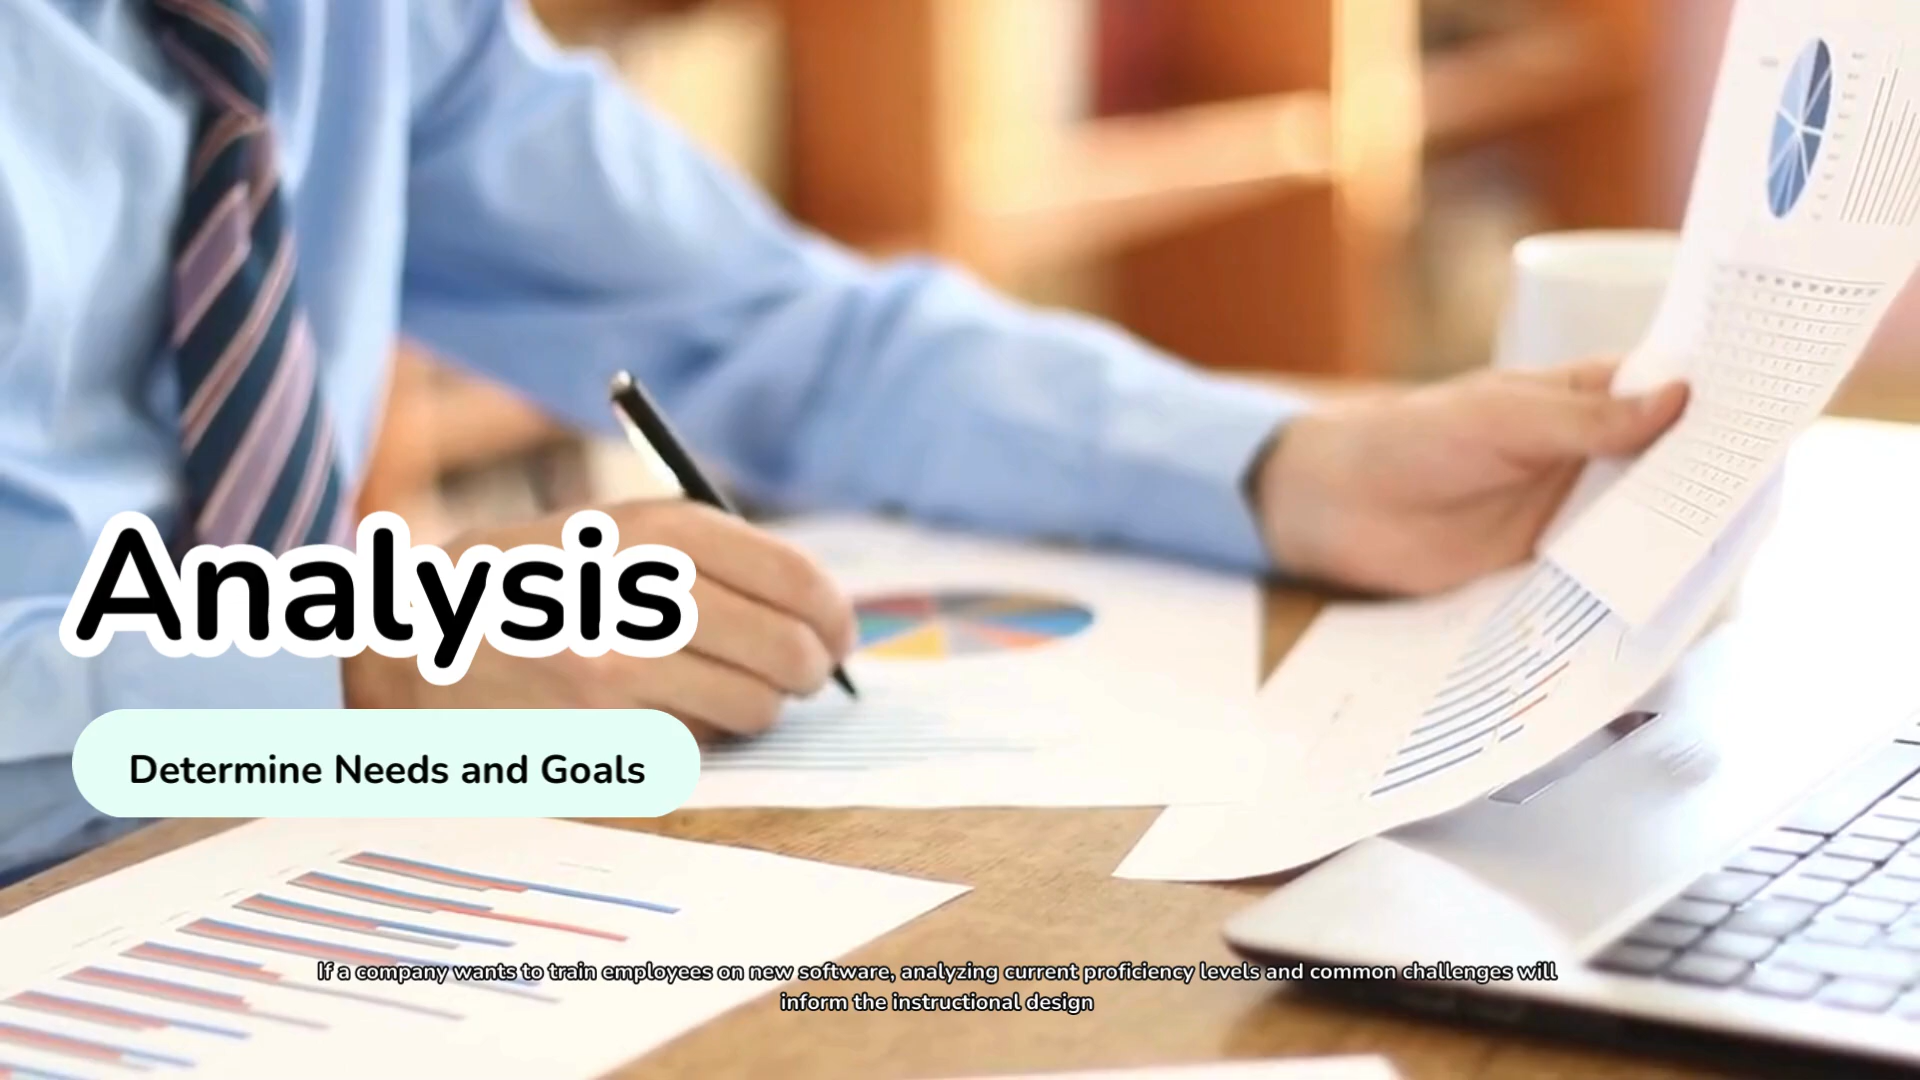 Analysis
Determine Needs and Goals
If a company wants to train employees on new software, analyzing current proficiency levels and common challenges will
inform the instructional design